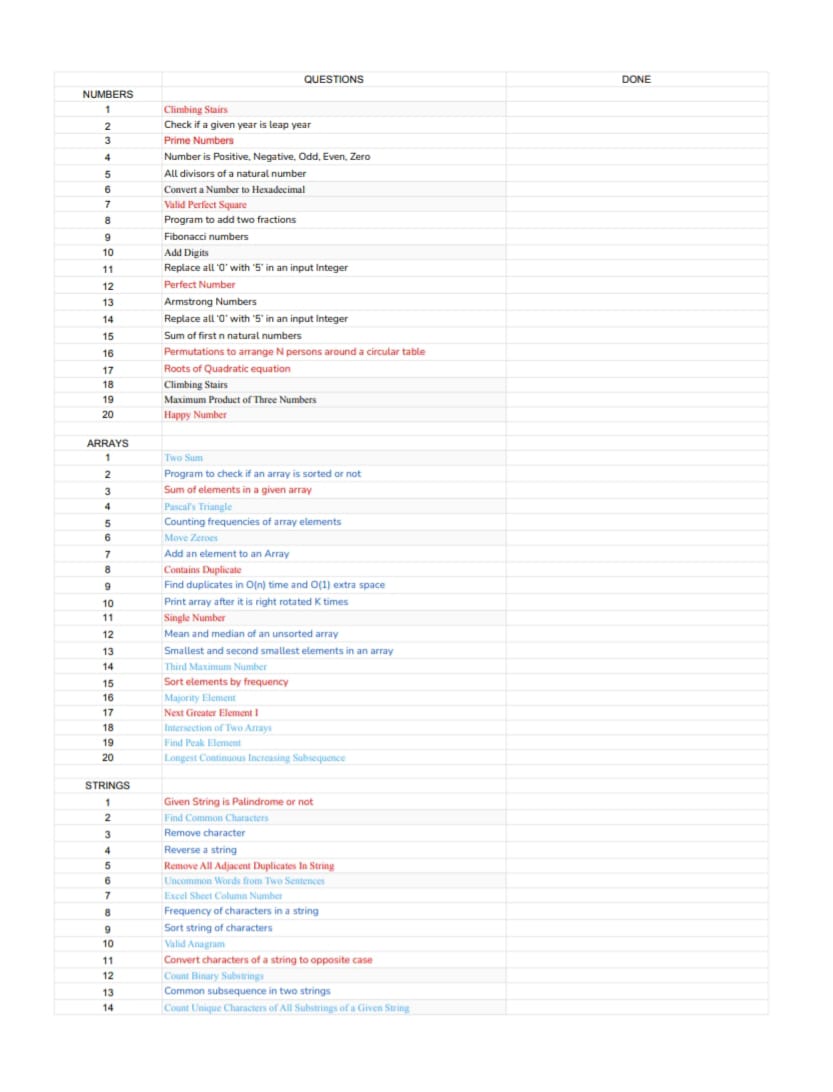 QUESTIONS DONE
NUMBERS
1 Climbing Stairs
2 Check if a given year is leap year
3 Prime Numbers
4 Number is Positive, Negative, Odd, Even, Zero
5 All divisors of a natural number
6 Convert a Number to Hexadecimal
7 Valid Perfect Square
8 Program to add two fractions
9 Fibonacci numbers
10 Add Digits
11 Replace all ‘0’ with ‘5’ in an input Integer
12 Perfect Number
13 Armstrong Numbers
14 Replace all ‘0’ with ‘5’ in an input Integer
15 Sum of first n natural numbers
16 Permutations to arrange N persons around a circular table
17 Roots of Quadratic equation
18 Climbing Stairs
19 Maximum Product of Three Numbers
20 Happy Number
ARRAYS
1 Two Sum
2 Program to check if an array is sorted or not
3 Sum of elements in a given array
4 Pascal's Triangle
5 Counting frequencies of array elements
6 Move Zeroes
7 Add an element to an Array
8 Contains Duplicate
9 Find duplicates in O(n) time and O(1) extra space
10 Print array after it is right rotated K times
11 Single Number
12 Mean and median of an unsorted array
13 Smallest and second smallest elements in an array
14 Third Maximum Number
15 Sort elements by frequency
16 Majority Element
17 Next Greater Element I
18 Intersection of Two Arrays
19 Find Peak Element
20 Longest Continuous Increasing Subsequence
STRINGS
1 Given String is Palindrome or not
2 Find Common Characters
3 Remove character
4 Reverse a string
5 Remove All Adjacent Duplicates In String
6 Uncommon Words from Two Sentences
7 Excel Sheet Column Number
8 Frequency of characters in a string
9 Sort string of characters
10 Valid Anagram
11 Convert characters of a string to opposite case
12 Count Binary Substrings
13 Common subsequence in two strings
14 Count Unique Characters of All Substrings of a Given String